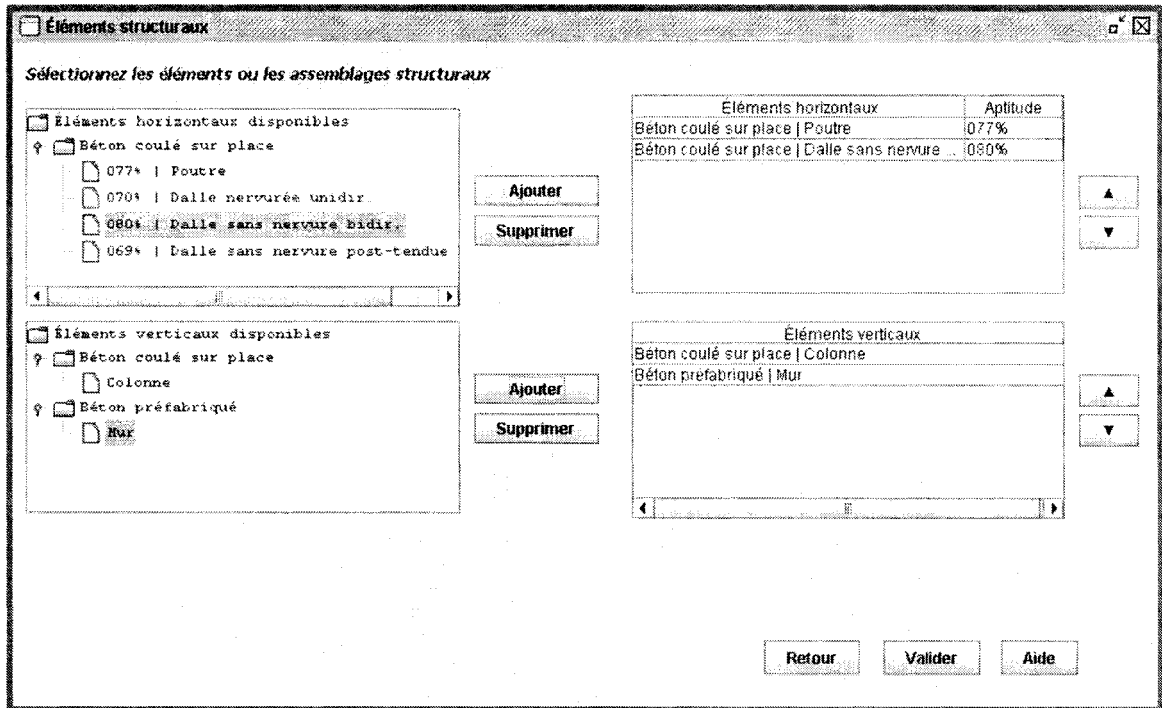 Éléments structuraux
Sélectionnez les éléments ou les assemblages structuraux
Éléments horizontaux disponibles
Béton coulé sur place
077% | Poutre
070% | Dalle nervurée unidir.
080% | Dalle sans nervure bidir.
069% | Dalle sans nervure post-tendue
Ajouter
Supprimer
Éléments horizontaux Aptitude
Béton coulé sur place | Poutre 077%
Béton coulé sur place | Dalle sans nervure ... 080%
▲
▼
Éléments verticaux disponibles
Béton coulé sur place
Colonne
Béton préfabriqué
Mur
Ajouter
Supprimer
Éléments verticaux
Béton coulé sur place | Colonne
Béton préfabriqué | Mur
▲
▼
Retour Valider Aide